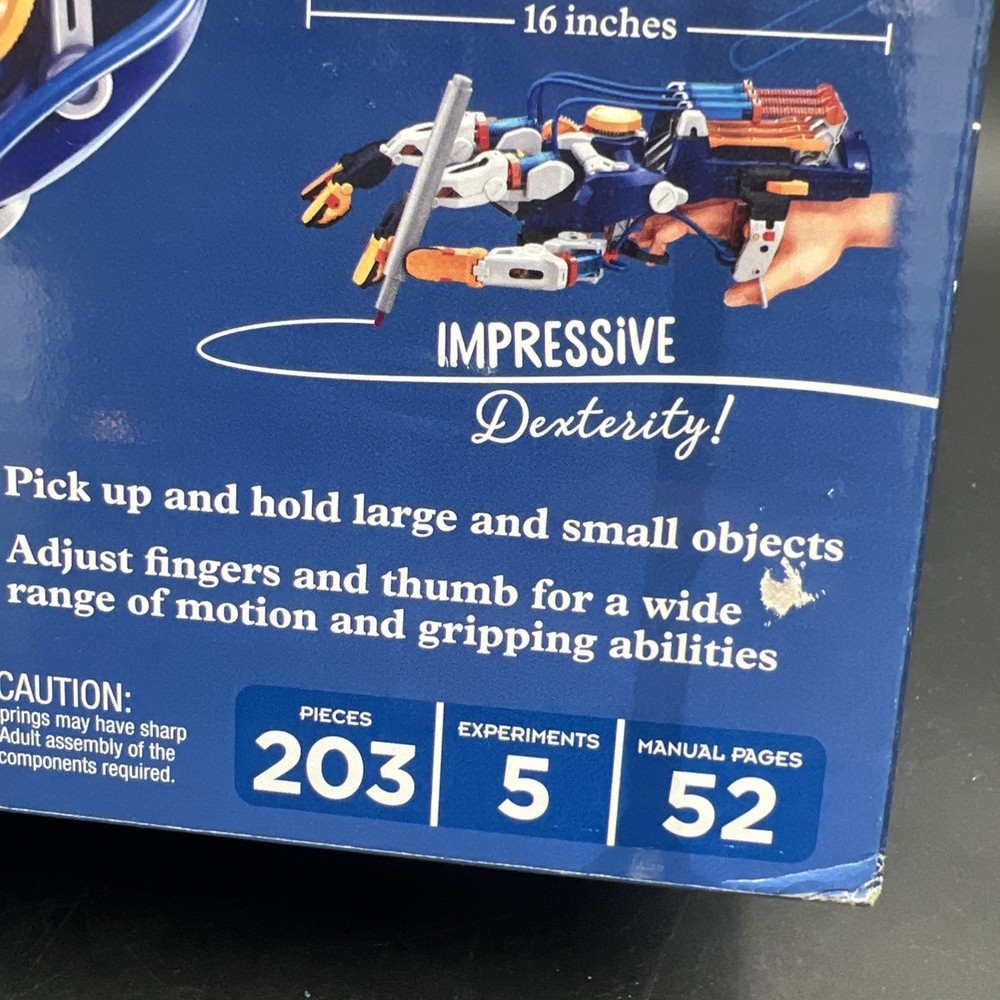 16 inches
IMPRESSiVE
Dexterity!
Pick up and hold large and small objects
Adjust fingers and thumb for a wide
range of motion and gripping abilities
CAUTION:
prings may have sharp
Adult assembly of the
components required.
PIECES
203
EXPERIMENTS
5
MANUAL PAGES
52